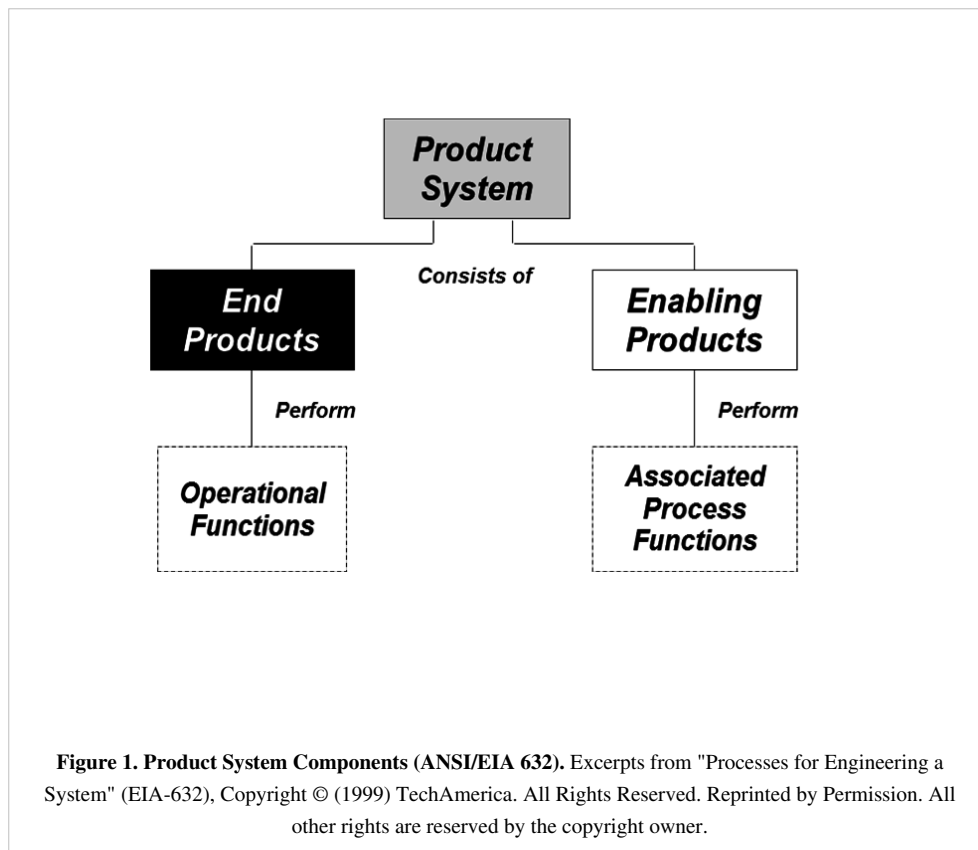 Product
System
Consists of
End
Products
Enabling
Products
Perform
Perform
Operational
Functions
Associated
Process
Functions
Figure 1. Product System Components (ANSI/EIA 632). Excerpts from "Processes for Engineering a
System" (EIA-632), Copyright © (1999) TechAmerica. All Rights Reserved. Reprinted by Permission. All
other rights are reserved by the copyright owner.